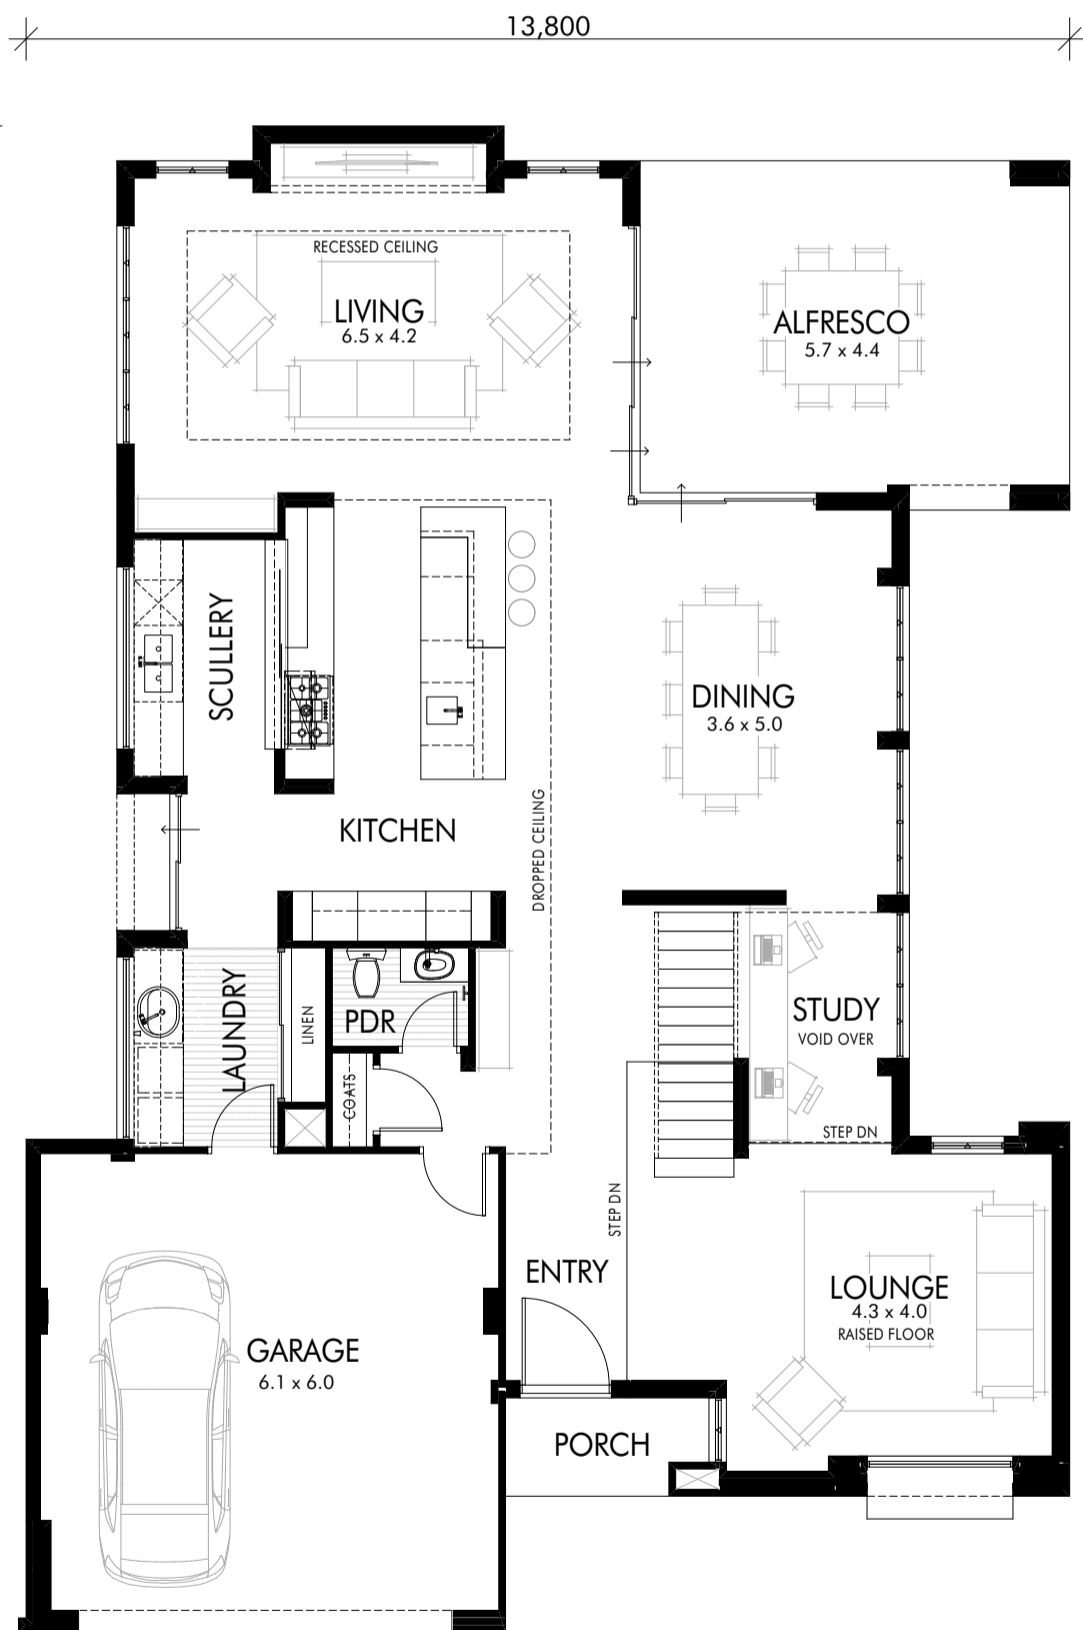 13,800
RECESSED CEILING
LIVING
6.5 x 4.2
ALFRESCO
5.7 x 4.4
SCULLERY
DINING
3.6 x 5.0
KITCHEN
DROPPED CEILING
LAUNDRY
LINEN
PDR
COATS
STUDY
VOID OVER
STEP DN
STEP DN
ENTRY
LOUNGE
4.3 x 4.0
RAISED FLOOR
GARAGE
6.1 x 6.0
PORCH